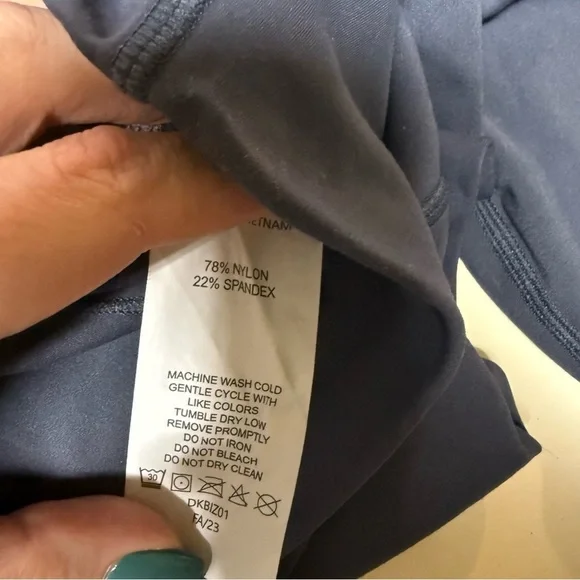 78% NYLON
22% SPANDEX
MACHINE WASH COLD
GENTLE CYCLE WITH
LIKE COLORS
TUMBLE DRY LOW
REMOVE PROMPTLY
DO NOT IRON
DO NOT BLEACH
DO NOT DRY CLEAN
30
DKBIZ01
FA/23